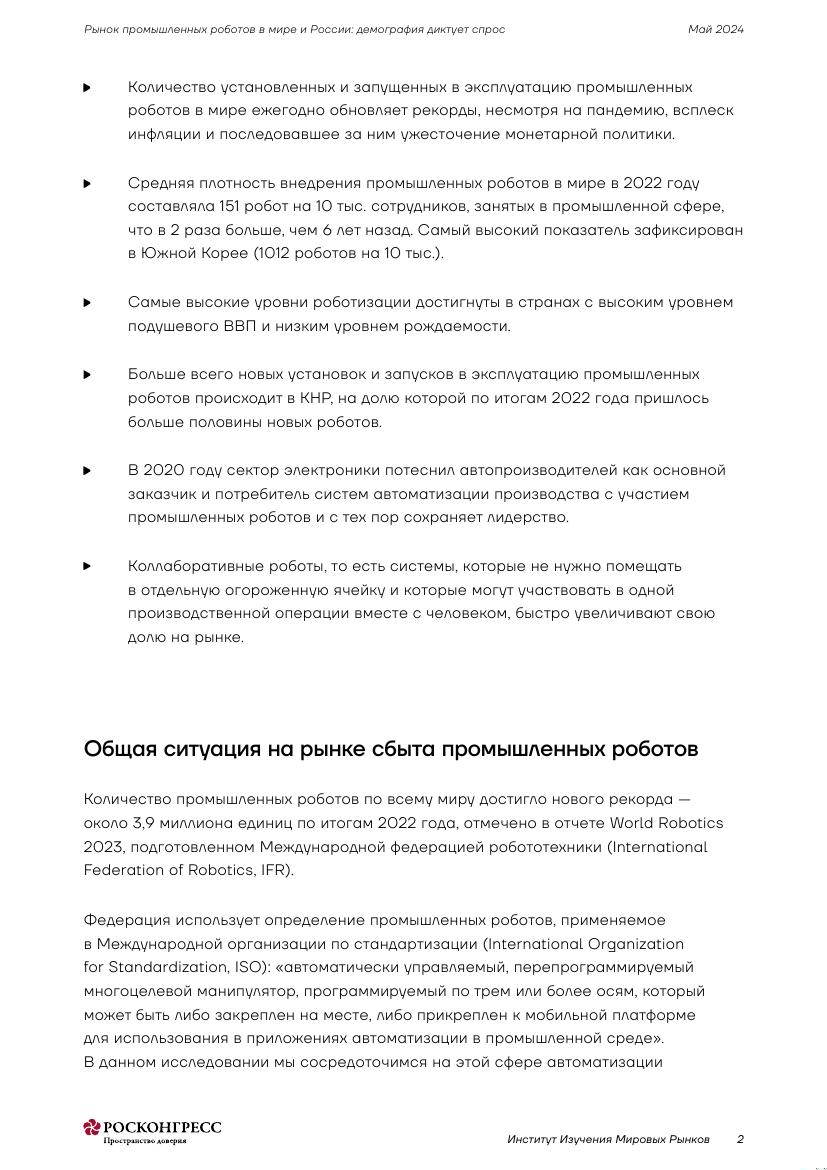 Рынок промышленных роботов в мире и России: демография диктует спрос
Май 2024
Количество установленных и запущенных в эксплуатацию промышленных
роботов в мире ежегодно обновляет рекорды, несмотря на пандемию, всплеск
инфляции и последовавшее за ним ужесточение монетарной политики.
Средняя плотность внедрения промышленных роботов в мире в 2022 году
составляла 151 робот на 10 тыс. сотрудников, занятых в промышленной сфере,
что в 2 раза больше, чем 6 лет назад. Самый высокий показатель зафиксирован
в Южной Корее (1012 роботов на 10 тыс.).
Самые высокие уровни роботизации достигнуты в странах с высоким уровнем
подушевого ВВП и низким уровнем рождаемости.
Больше всего новых установок и запусков в эксплуатацию промышленных
роботов происходит в КНР, на долю которой по итогам 2022 года пришлось
больше половины новых роботов.
В 2020 году сектор электроники потеснил автопроизводителей как основной
заказчик и потребитель систем автоматизации производства с участием
промышленных роботов и с тех пор сохраняет лидерство.
Коллаборативные роботы, то есть системы, которые не нужно помещать
в отдельную огороженную ячейку и которые могут участвовать в одной
производственной операции вместе с человеком, быстро увеличивают свою
долю на рынке.
Общая ситуация на рынке сбыта промышленных роботов
Количество промышленных роботов по всему миру достигло нового рекорда —
около 3,9 миллиона единиц по итогам 2022 года, отмечено в отчете World Robotics
2023, подготовленном Международной федерацией робототехники (International
Federation of Robotics, IFR).
Федерация использует определение промышленных роботов, применяемое
в Международной организации по стандартизации (International Organization
for Standardization, ISO): «автоматически управляемый, перепрограммируемый
многоцелевой манипулятор, программируемый по трем или более осям, который
может быть либо закреплен на месте, либо прикреплен к мобильной платформе
для использования в приложениях автоматизации в промышленной среде».
В данном исследовании мы сосредоточимся на этой сфере автоматизации
РОСКОНГРЕСС
Пространство доверия
Институт Изучения Мировых Рынков
2